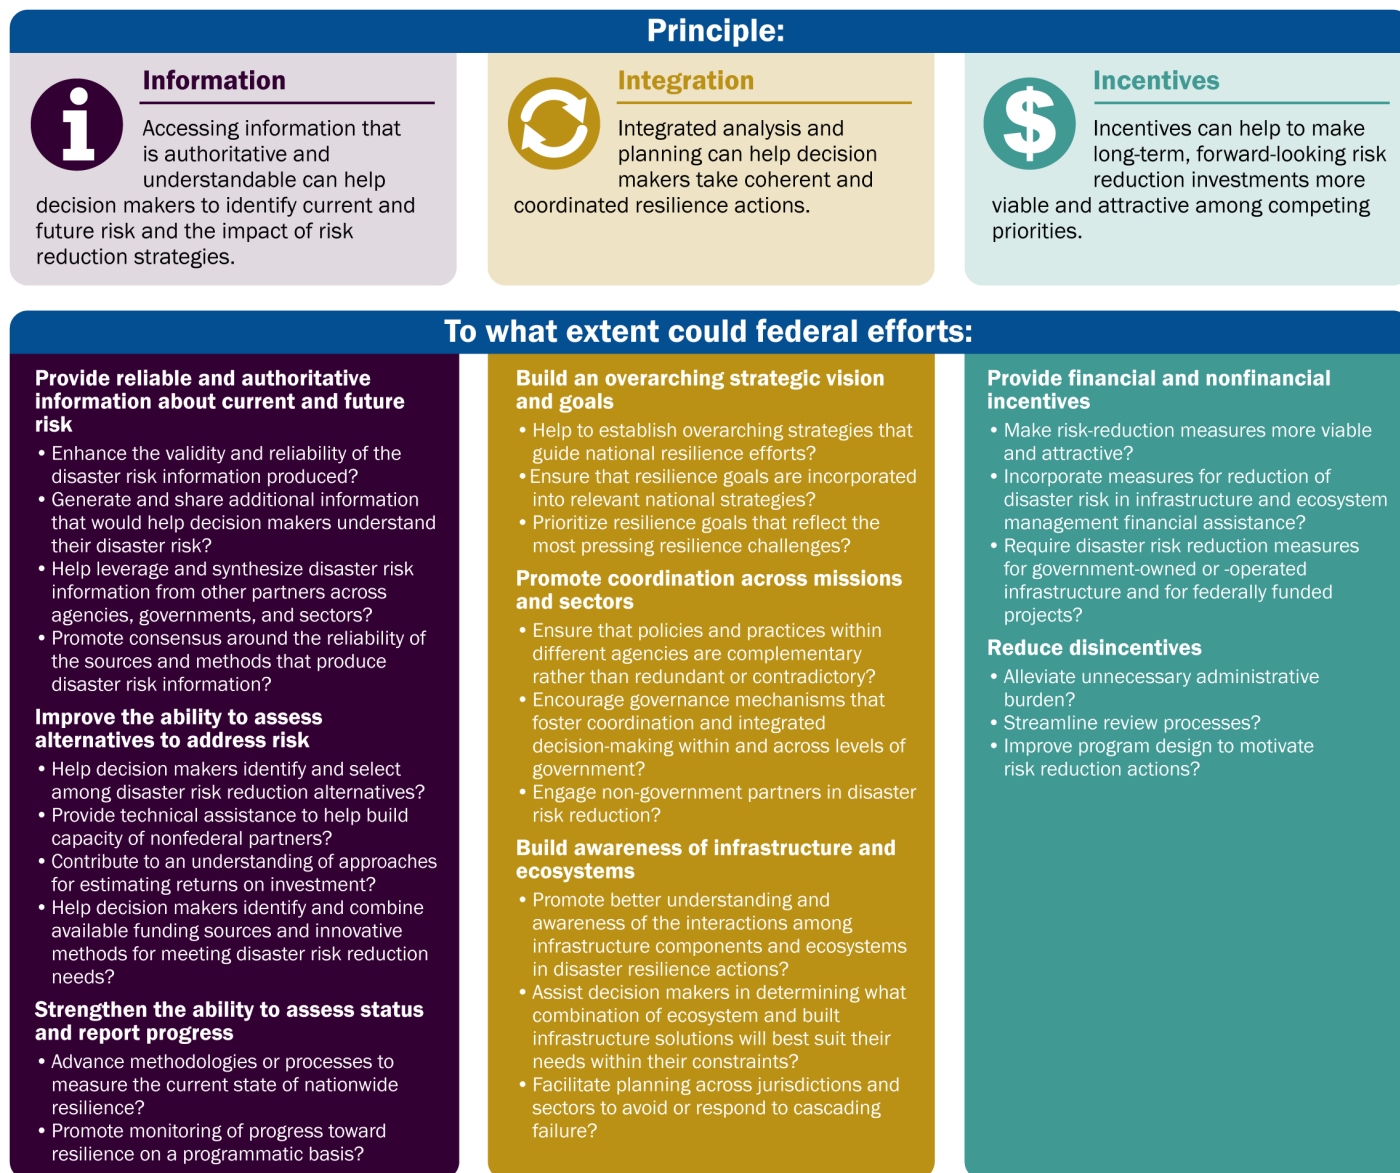 Principle:
Information
Accessing information that
is authoritative and
understandable can help
decision makers to identify current and
future risk and the impact of risk
reduction strategies.
Integration
Integrated analysis and
planning can help decision
makers take coherent and
coordinated resilience actions.
$
Incentives
Incentives can help to make
long-term, forward-looking risk
reduction investments more
viable and attractive among competing
priorities.
To what extent could federal efforts:
Provide reliable and authoritative
information about current and future
risk
• Enhance the validity and reliability of the
disaster risk information produced?
• Generate and share additional information
that would help decision makers understand
their disaster risk?
• Help leverage and synthesize disaster risk
information from other partners across
agencies, governments, and sectors?
• Promote consensus around the reliability of
the sources and methods that produce
disaster risk information?
Improve the ability to assess
alternatives to address risk
• Help decision makers identify and select
among disaster risk reduction alternatives?
• Provide technical assistance to help build
capacity of nonfederal partners?
• Contribute to an understanding of approaches
for estimating returns on investment?
• Help decision makers identify and combine
available funding sources and innovative
methods for meeting disaster risk reduction
needs?
Strengthen the ability to assess status
and report progress
• Advance methodologies or processes to
measure the current state of nationwide
resilience?
• Promote monitoring of progress toward
resilience on a programmatic basis?
Build an overarching strategic vision
and goals
• Help to establish overarching strategies that
guide national resilience efforts?
• Ensure that resilience goals are incorporated
into relevant national strategies?
• Prioritize resilience goals that reflect the
most pressing resilience challenges?
Promote coordination across missions
and sectors
• Ensure that policies and practices within
different agencies are complementary
rather than redundant or contradictory?
• Encourage governance mechanisms that
foster coordination and integrated
decision-making within and across levels of
government?
• Engage non-government partners in disaster
risk reduction?
Build awareness of infrastructure and
ecosystems
• Promote better understanding and
awareness of the interactions among
infrastructure components and ecosystems
in disaster resilience actions?
• Assist decision makers in determining what
combination of ecosystem and built
infrastructure solutions will best suit their
needs within their constraints?
• Facilitate planning across jurisdictions and
sectors to avoid or respond to cascading
failure?
Provide financial and nonfinancial
incentives
• Make risk-reduction measures more viable
and attractive?
• Incorporate measures for reduction of
disaster risk in infrastructure and ecosystem
management financial assistance?
• Require disaster risk reduction measures
for government-owned or -operated
infrastructure and for federally funded
projects?
Reduce disincentives
• Alleviate unnecessary administrative
burden?
• Streamline review processes?
• Improve program design to motivate
risk reduction actions?